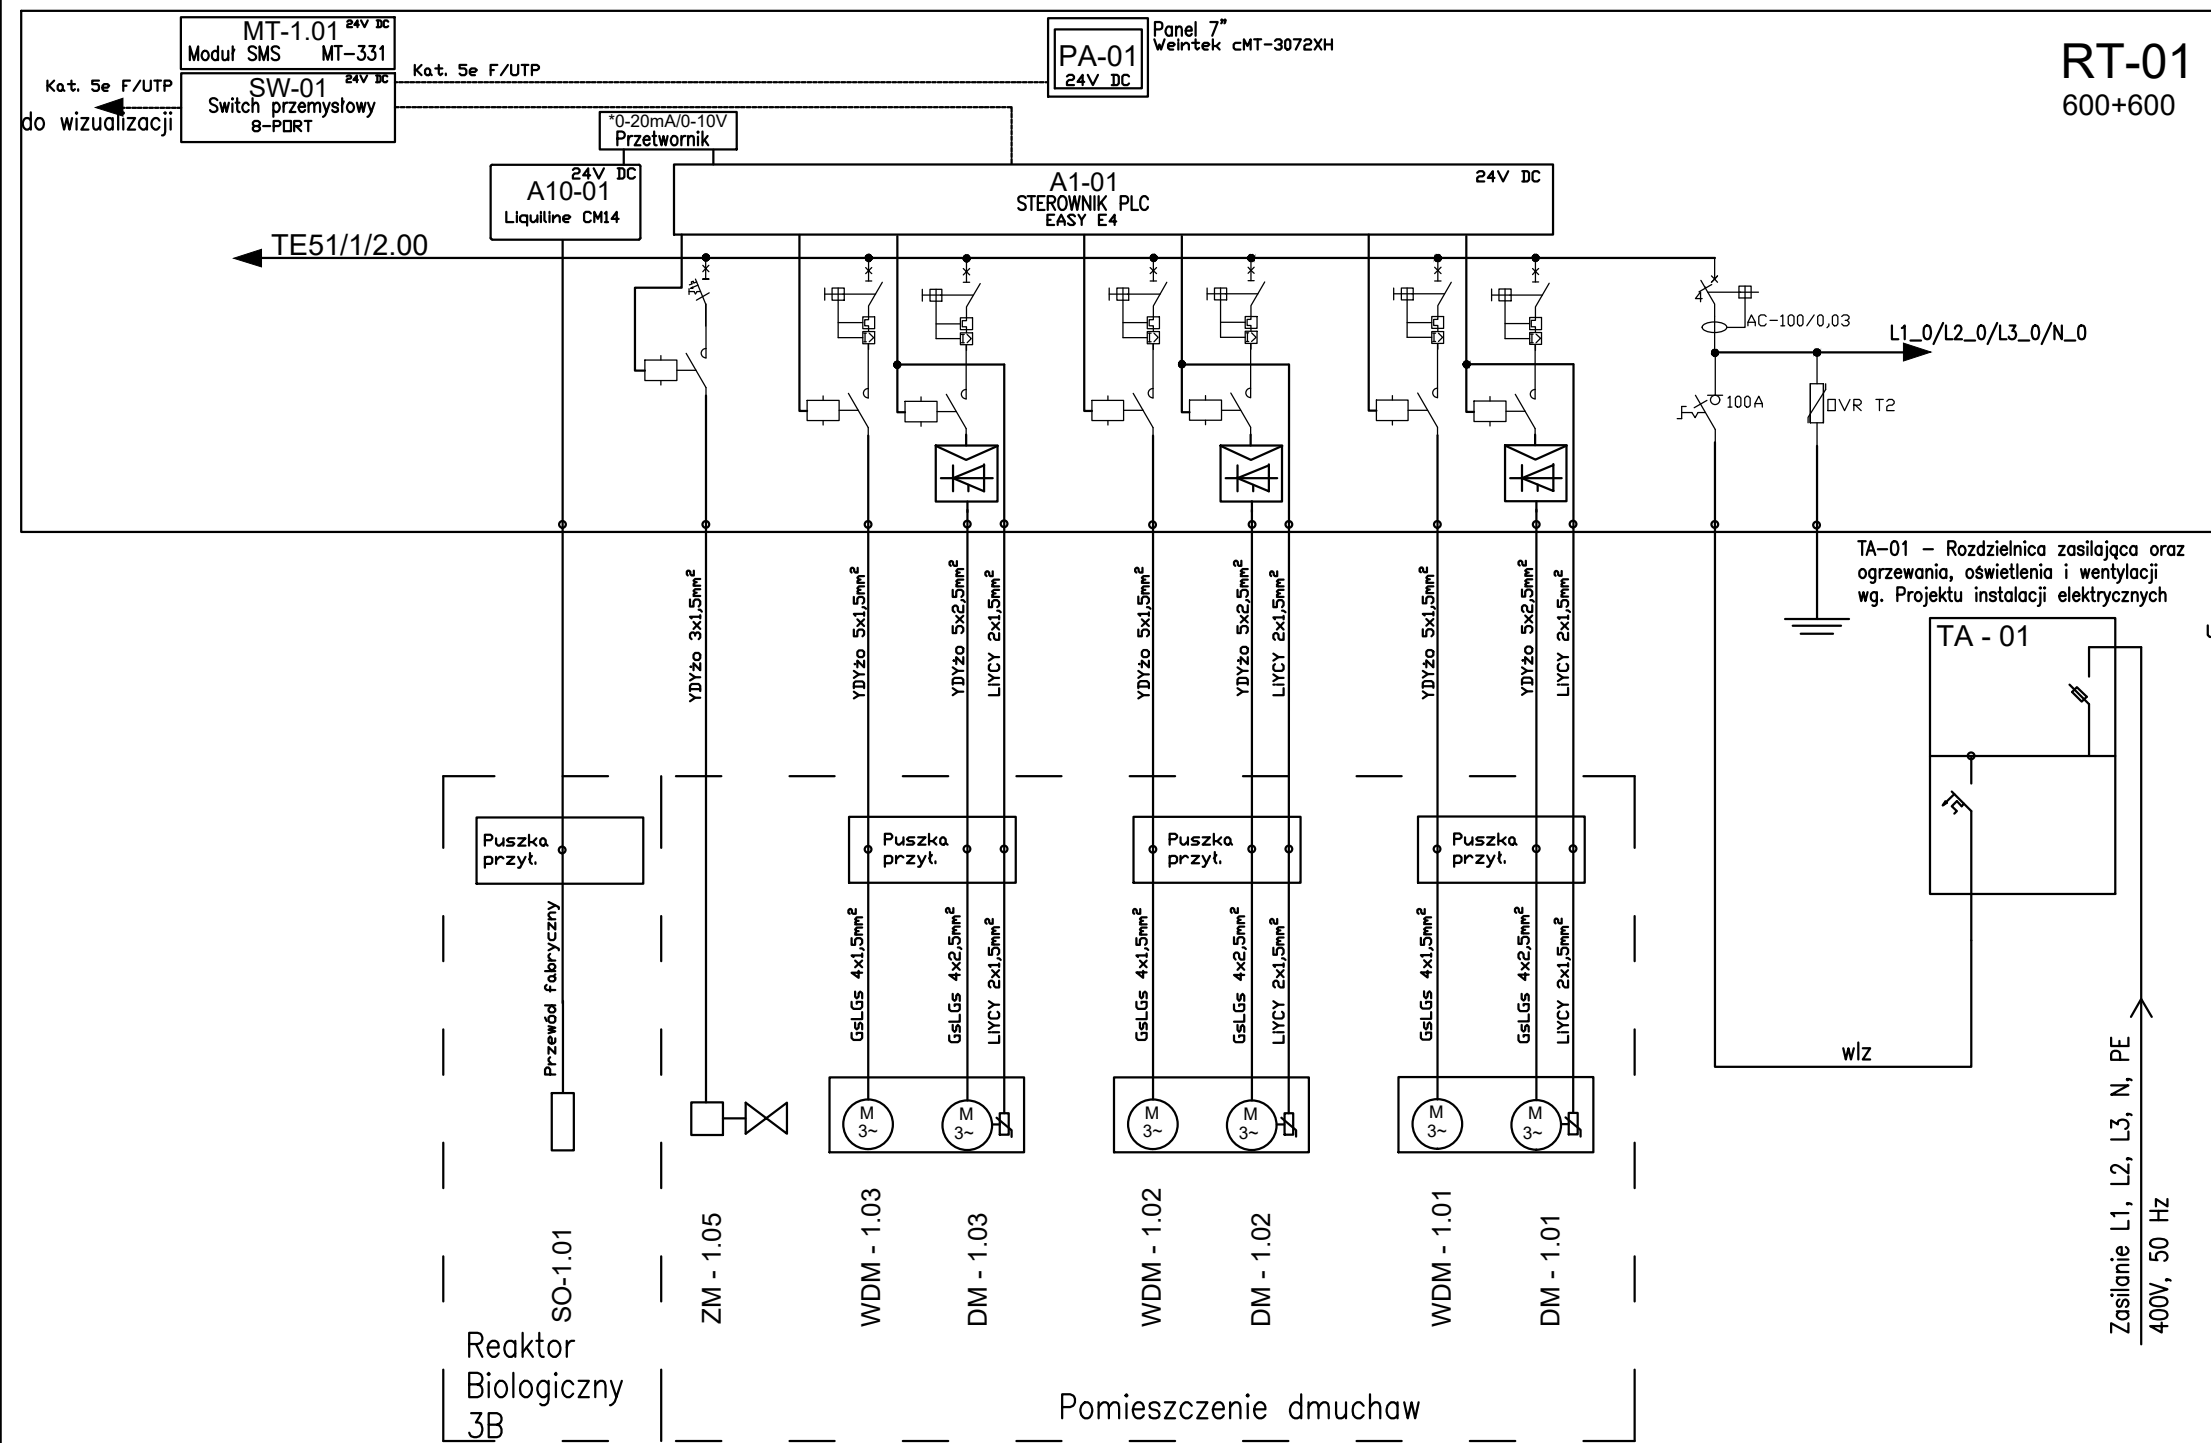 MT-1.01 24V DC
Moduł SMS MT-331
SW-01 24V DC
Switch przemysłowy
8-PORT
Kat. 5e F/UTP
do wizualizacji
Kat. 5e F/UTP
PA-01
24V DC
Panel 7"
Weintek cMT-3072XH
RT-01
600+600
*0-20mA/0-10V
Przetwornik
24V DC
A10-01
Liquiline CM14
A1-01
STEROWNIK PLC
EASY E4
24V DC
TE51/1/2.00
4
AC-100/0,03
L1_0/L2_0/L3_0/N_0
100A
OVR T2
YDYżo 3x1,5mm²
YDYżo 5x1,5mm²
YDYżo 5x2,5mm²
LiYCY 2x1,5mm²
YDYżo 5x1,5mm²
YDYżo 5x2,5mm²
LiYCY 2x1,5mm²
YDYżo 5x1,5mm²
YDYżo 5x2,5mm²
LiYCY 2x1,5mm²
TA-01 - Rozdzielnica zasilająca oraz
ogrzewania, oświetlenia i wentylacji
wg. Projektu instalacji elektrycznych
TA - 01
Puszka
przył.
Puszka
przył.
Puszka
przył.
Puszka
przył.
Przewód fabryczny
GsLGs 4x1,5mm²
GsLGs 4x2,5mm²
LiYCY 2x1,5mm²
GsLGs 4x1,5mm²
GsLGs 4x2,5mm²
LiYCY 2x1,5mm²
GsLGs 4x1,5mm²
GsLGs 4x2,5mm²
LiYCY 2x1,5mm²
wlz
M
3~
M
3~
M
3~
M
3~
M
3~
M
3~
SO-1.01
ZM - 1.05
WDM - 1.03
DM - 1.03
WDM - 1.02
DM - 1.02
WDM - 1.01
DM - 1.01
Zasilanie L1, L2, L3, N, PE
400V, 50 Hz
Reaktor
Biologiczny
3B
Pomieszczenie dmuchaw